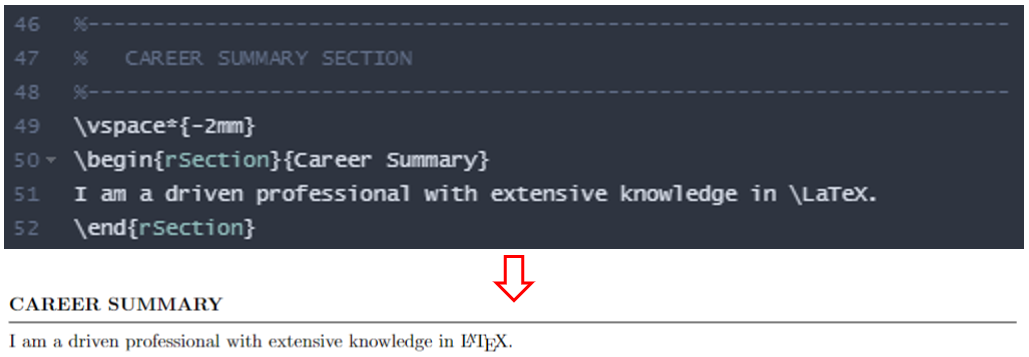 46 %------------------------------------------------------------------------------
47 % CAREER SUMMARY SECTION
48 %------------------------------------------------------------------------------
49 \vspace*{-2mm}
50 \begin{rSection}{Career Summary}
51 I am a driven professional with extensive knowledge in \LaTeX.
52 \end{rSection}
CAREER SUMMARY
I am a driven professional with extensive knowledge in LATEX.